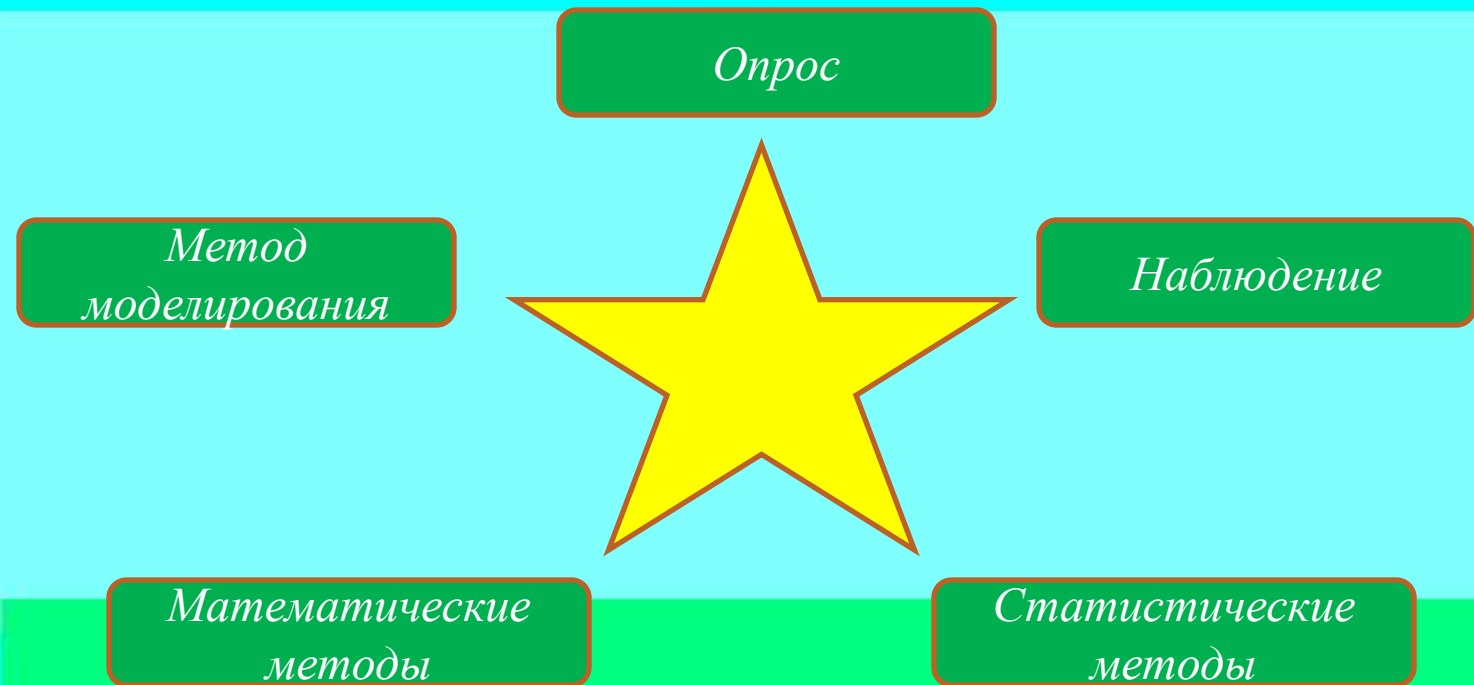 Опрос
Метод
моделирования
Наблюдение
Математические
методы
Статистические
методы